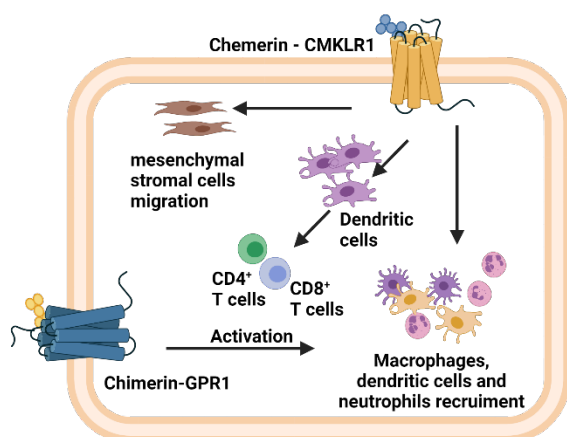 Chemerin - CMKLR1
mesenchymal
stromal cells
migration
Dendritic
cells
CD4⁺
T cells
CD8⁺
T cells
Activation
Chimerin-GPR1
Macrophages,
dendritic cells and
neutrophils recruitment